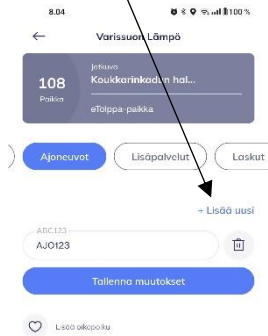 8.04
100 %
Varissuon Lämpö
108
Paikka
Jatkuva
Koukkarinkadun hal...
eTolppa-paikka
Ajoneuvot
Lisäpalvelut
Laskut
+ Lisää uusi
ABC123
AJO123
Tallenna muutokset
Lisää oikopolku